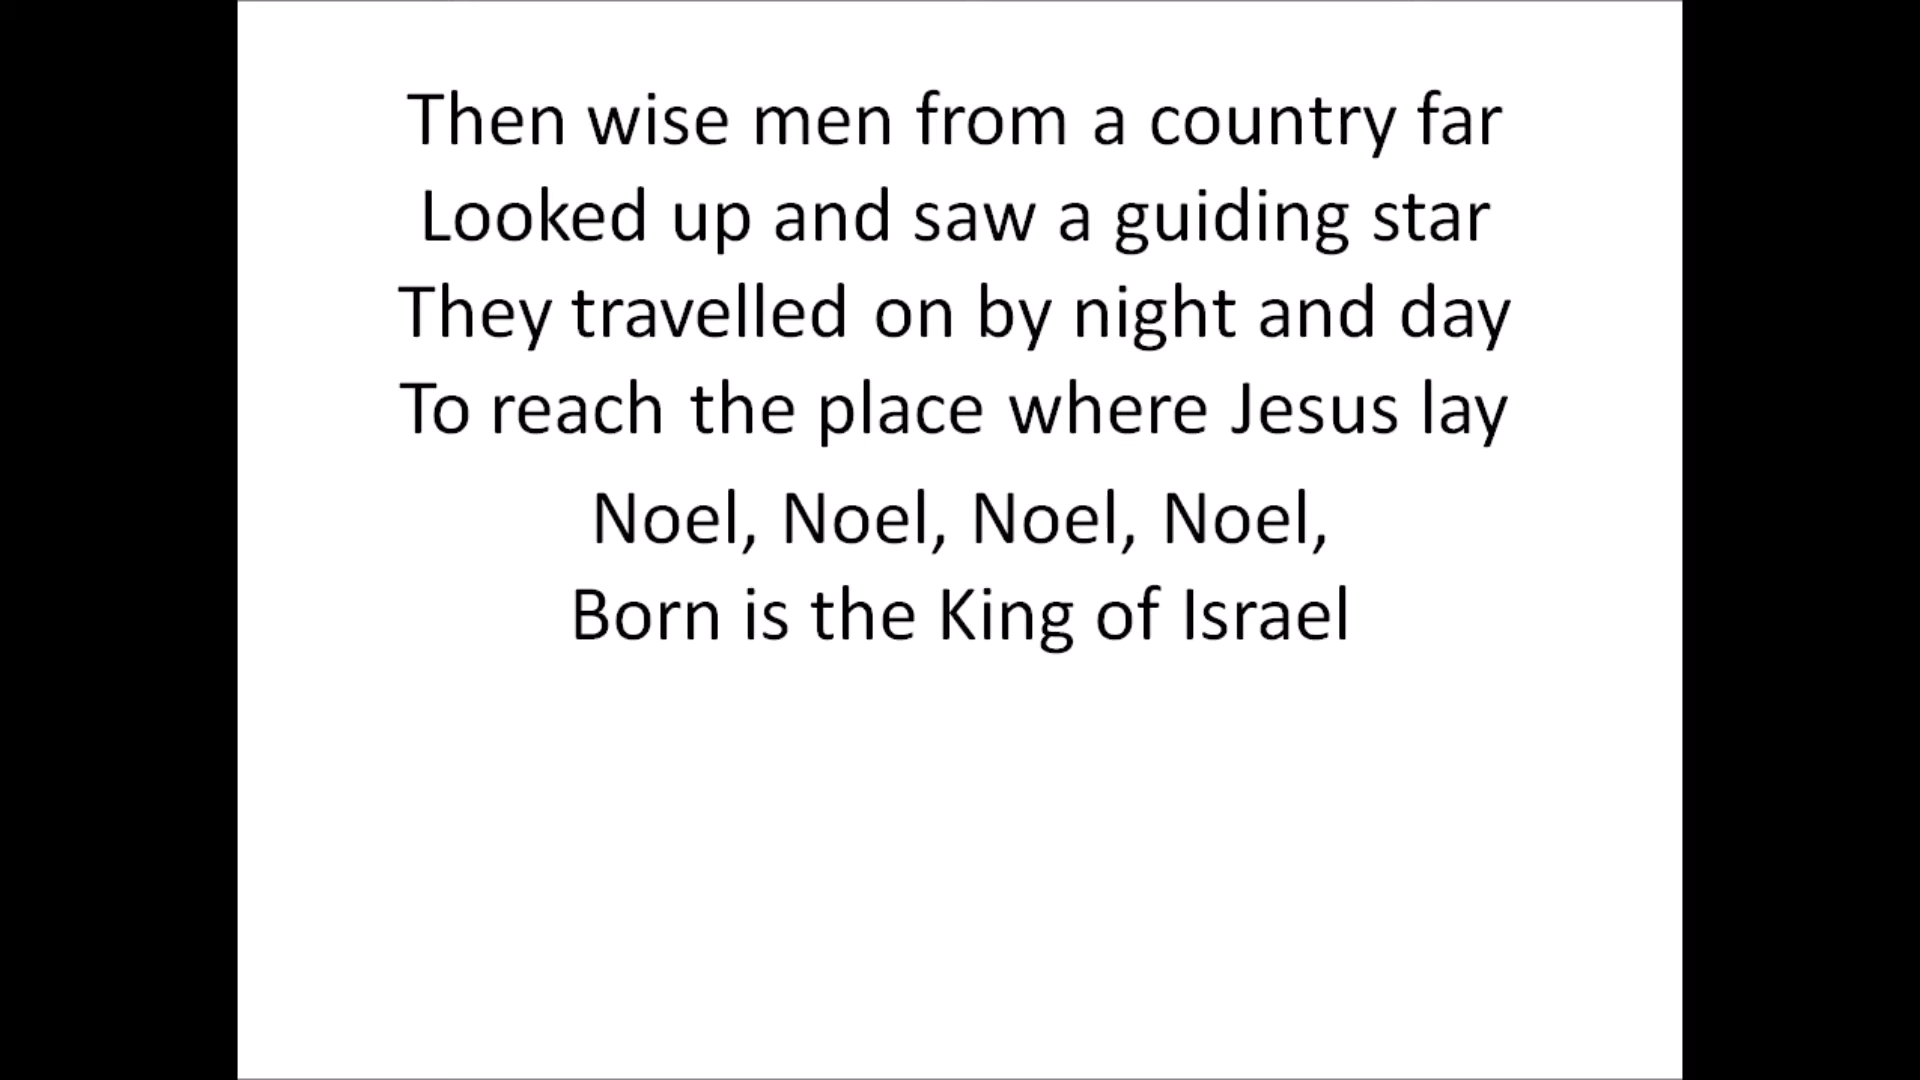 Then wise men from a country far
Looked up and saw a guiding star
They travelled on by night and day
To reach the place where Jesus lay
Noel, Noel, Noel, Noel,
Born is the King of Israel